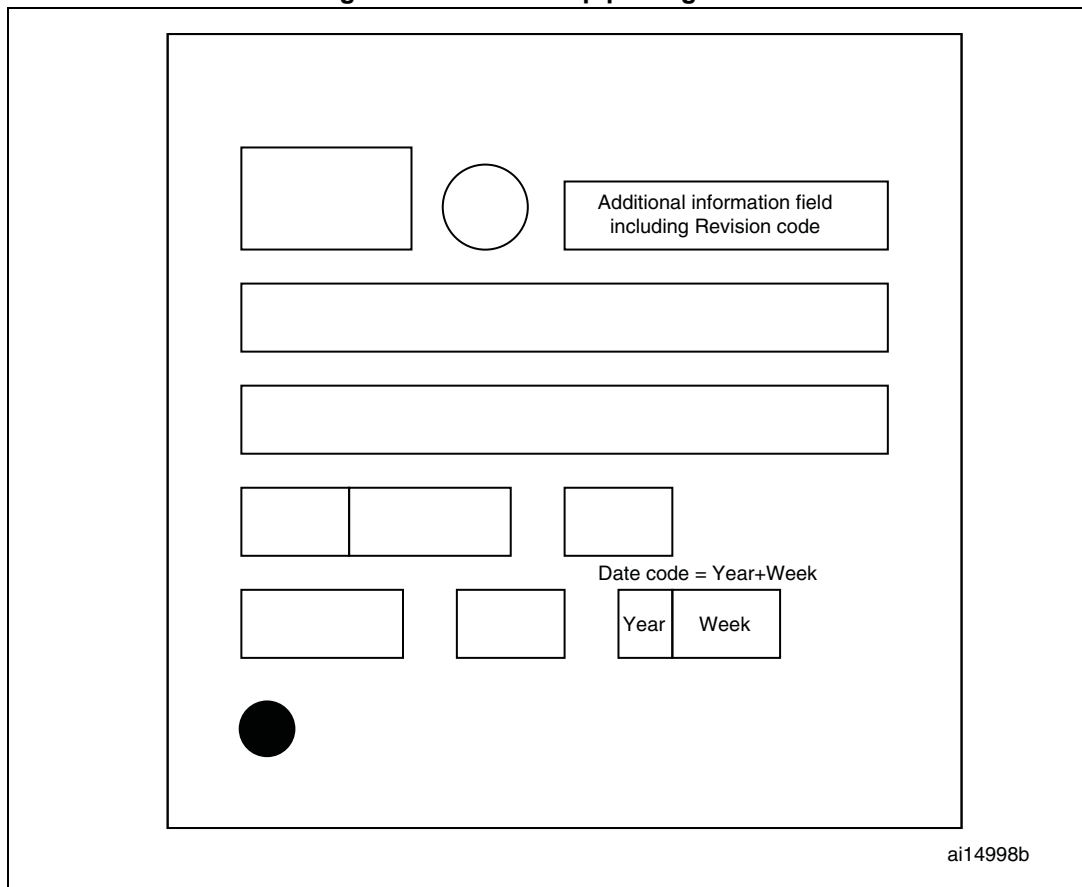 Additional information field
including Revision code
Date code = Year+Week
Year Week
ai14998b